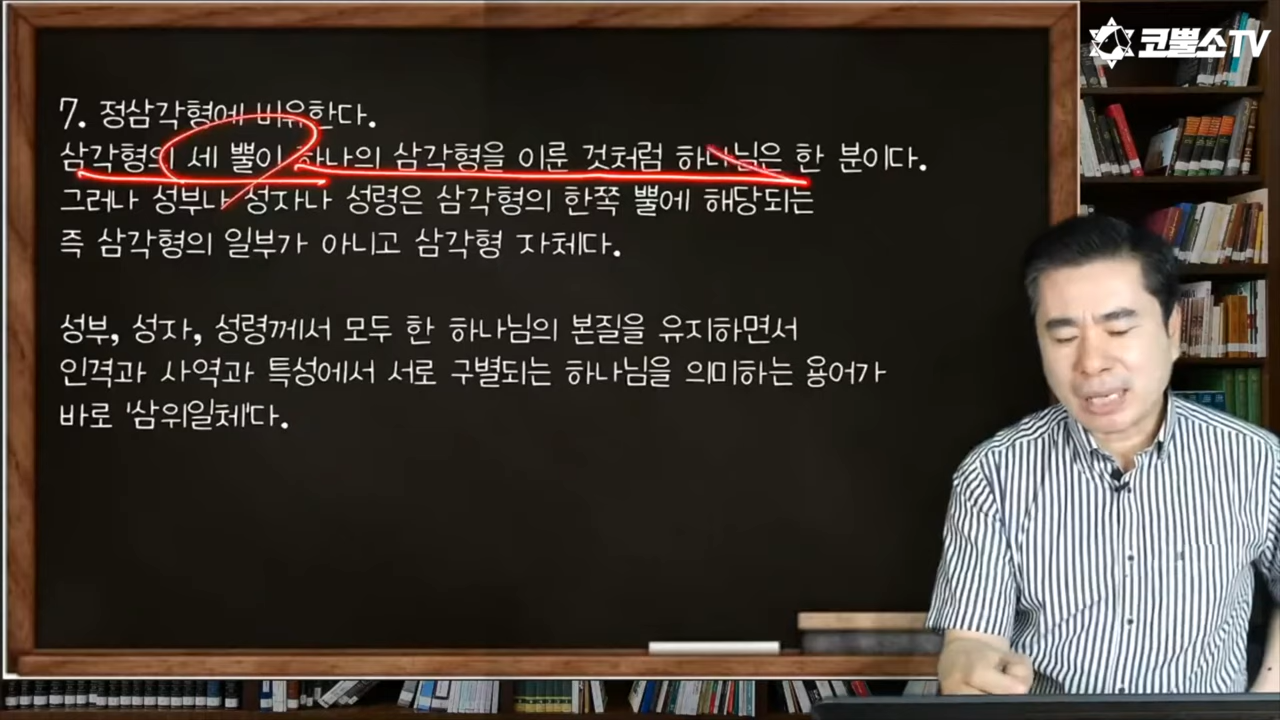 코뿔소TV
7. 정삼각형에 비유한다.
삼각형의 세 뿔이 하나의 삼각형을 이룬 것처럼 하나님은 한 분이다.
그러나 성부나 성자나 성령은 삼각형의 한쪽 뿔에 해당되는
즉 삼각형의 일부가 아니고 삼각형 자체다.
성부, 성자, 성령께서 모두 한 하나님의 본질을 유지하면서
인격과 사역과 특성에서 서로 구별되는 하나님을 의미하는 용어가
바로 '삼위일체'다.